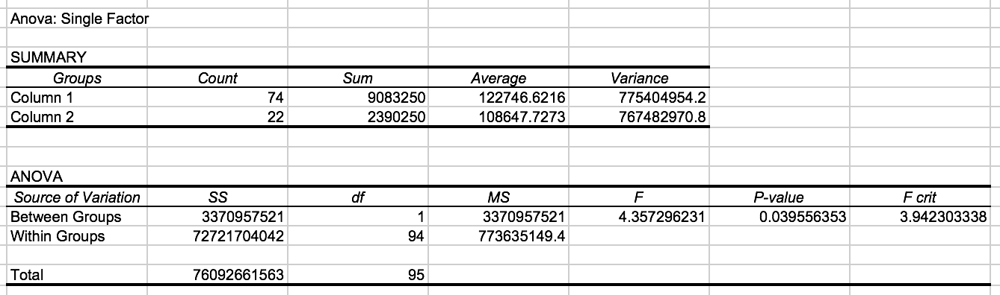 Anova: Single Factor
SUMMARY
Groups Count Sum Average Variance
Column 1 74 9083250 122746.6216 775404954.2
Column 2 22 2390250 108647.7273 767482970.8
ANOVA
Source of Variation SS df MS F P-value F crit
Between Groups 3370957521 1 3370957521 4.357296231 0.039556353 3.942303338
Within Groups 72721704042 94 773635149.4
Total 76092661563 95